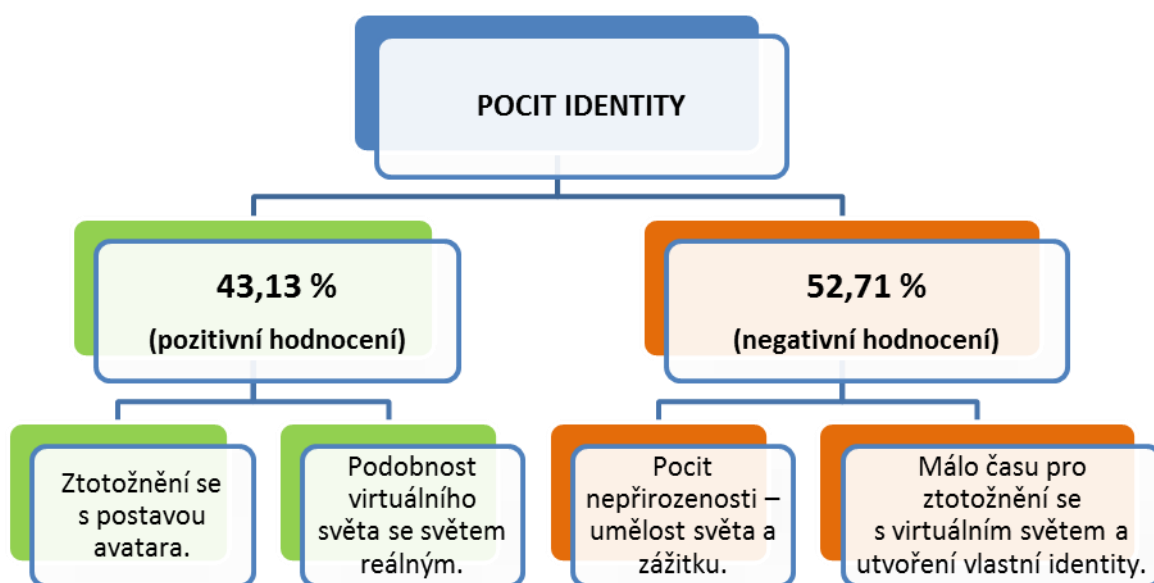 POCIT IDENTITY
43,13 %
(pozitivní hodnocení)
52,71 %
(negativní hodnocení)
Ztotožnění se
s postavou
avatara.
Podobnost
virtuálního
světa se světem
reálným.
Pocit
nepřirozenosti –
umělost světa a
zážitku.
Málo času pro
ztotožnění se
s virtuálním světem a
utvoření vlastní identity.